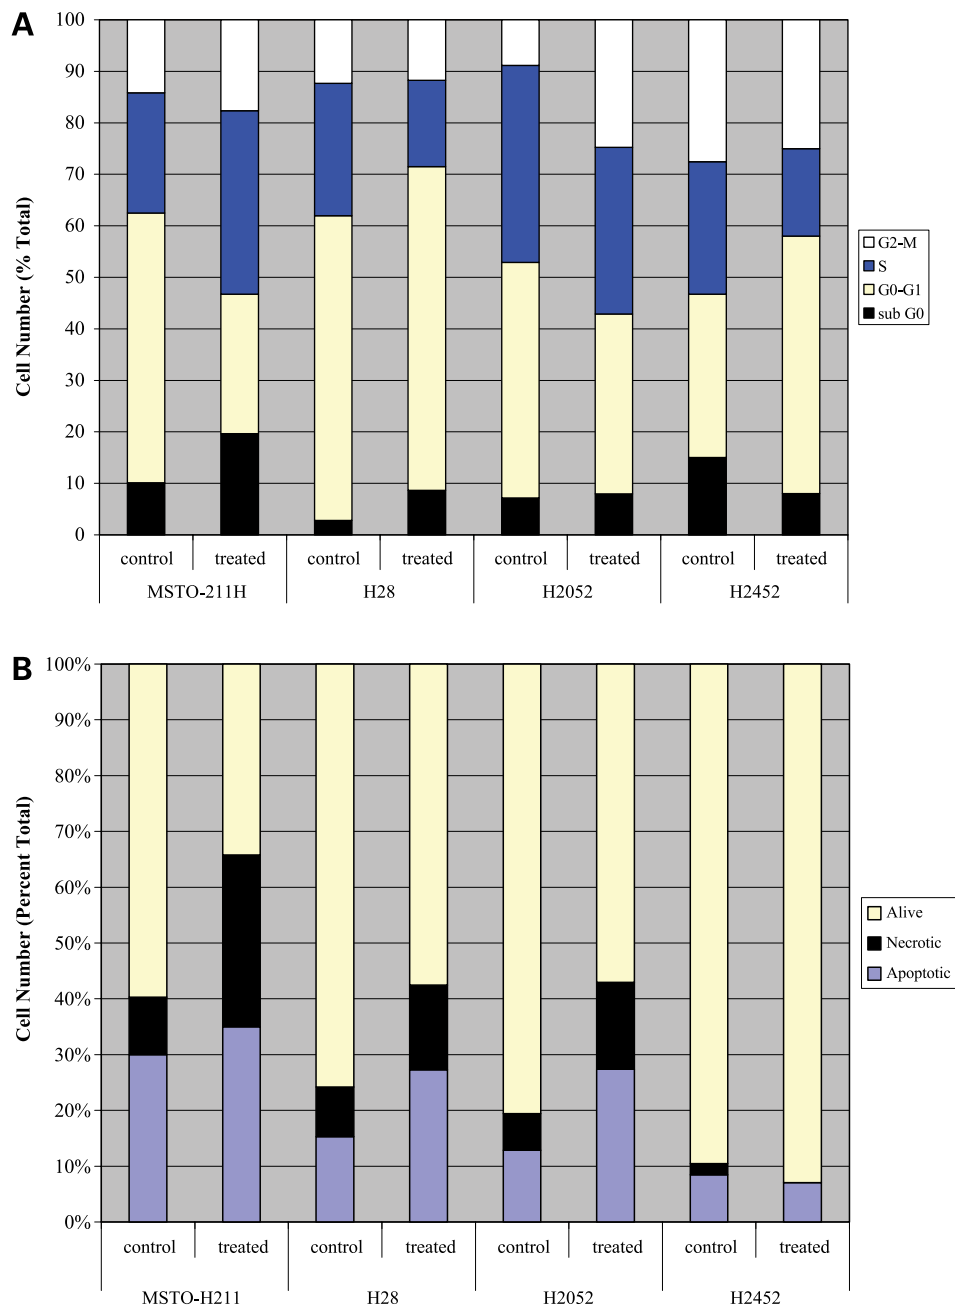 A
Cell Number (% Total)
100
90
80
70
60
50
40
30
20
10
0
control treated control treated control treated control treated
MSTO-211H H28 H2052 H2452
G2-M
S
G0-G1
sub G0
B
Cell Number (Percent Total)
100%
90%
80%
70%
60%
50%
40%
30%
20%
10%
0%
control treated control treated control treated control treated
MSTO-H211 H28 H2052 H2452
Alive
Necrotic
Apoptotic